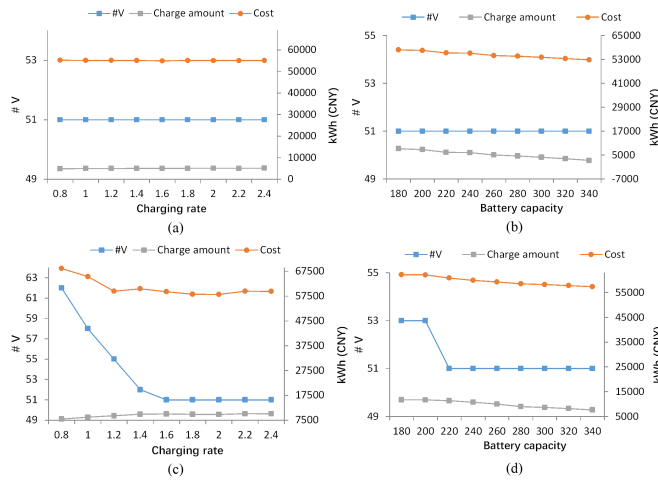 #V Charge amount Cost
53
51
49
# V
60000
50000
40000
30000
20000
10000
0
kWh (CNY)
0.8 1 1.2 1.4 1.6 1.8 2 2.2 2.4
Charging rate
(a)
#V Charge amount Cost
55
53
51
49
# V
65000
53000
41000
29000
17000
5000
-7000
kWh (CNY)
180 200 220 240 260 280 300 320 340
Battery capacity
(b)
#V Charge amount Cost
63
61
59
57
55
53
51
49
# V
67500
57500
47500
37500
27500
17500
7500
kWh (CNY)
0.8 1 1.2 1.4 1.6 1.8 2 2.2 2.4
Charging rate
(c)
#V Charge amount Cost
55
53
51
49
# V
55000
45000
35000
25000
15000
5000
kWh (CNY)
180 200 220 240 260 280 300 320 340
Battery capacity
(d)